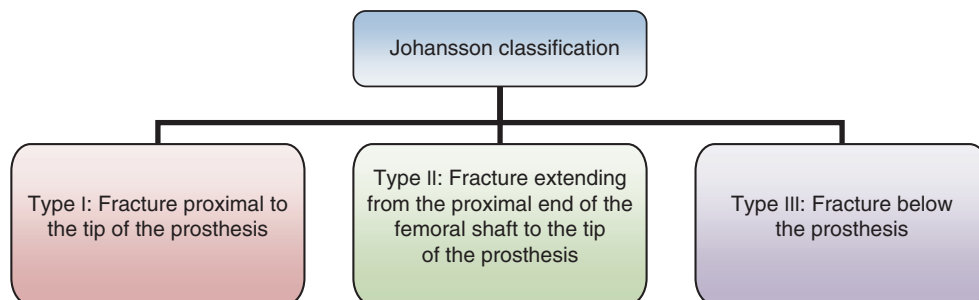 Johansson classification
Type I: Fracture proximal to
the tip of the prosthesis
Type II: Fracture extending
from the proximal end of the
femoral shaft to the tip
of the prosthesis
Type III: Fracture below
the prosthesis